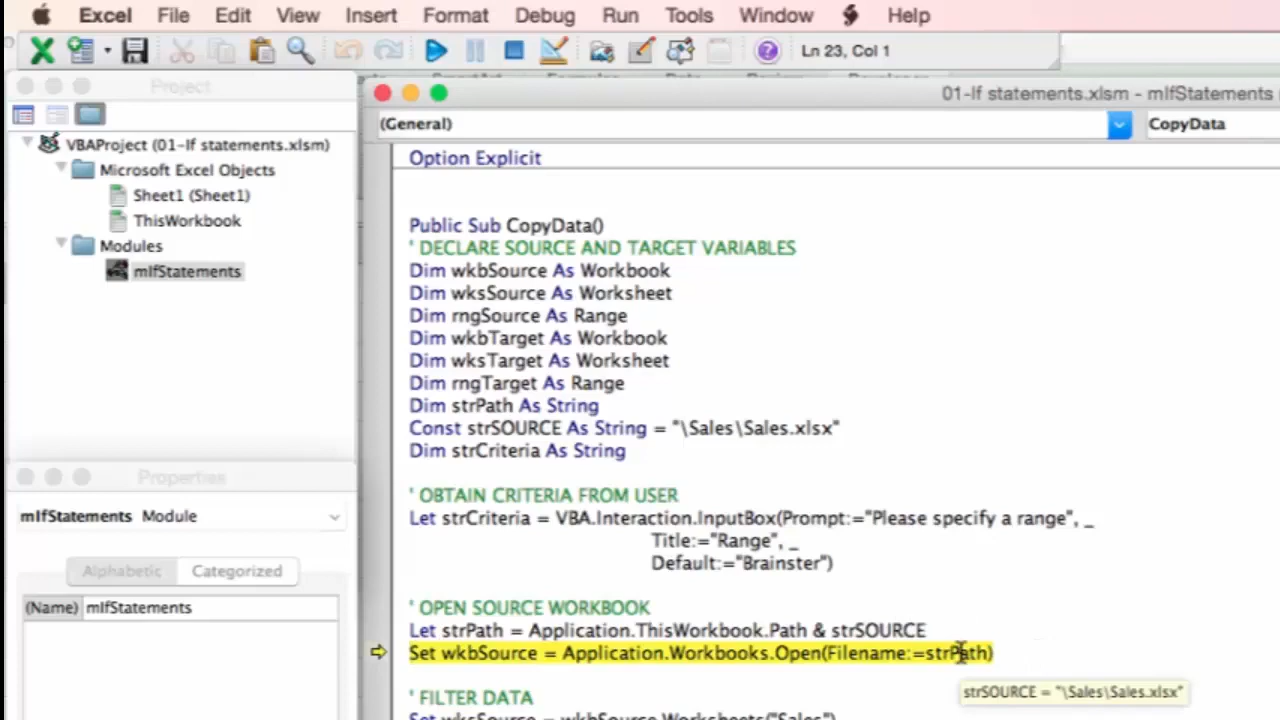 Excel File Edit View Insert Format Debug Run Tools Window Help
Ln 23, Col 1
Project
01-If statements.xlsm - mIfStatements
(General)
CopyData
VBAProject (01-If statements.xlsm)
Microsoft Excel Objects
Sheet1 (Sheet1)
ThisWorkbook
Modules
mIfStatements
Properties
mIfStatements Module
Alphabetic Categorized
(Name) mIfStatements
Option Explicit
Public Sub CopyData()
' DECLARE SOURCE AND TARGET VARIABLES
Dim wkbSource As Workbook
Dim wksSource As Worksheet
Dim rngSource As Range
Dim wkbTarget As Workbook
Dim wksTarget As Worksheet
Dim rngTarget As Range
Dim strPath As String
Const strSOURCE As String = "\Sales\Sales.xlsx"
Dim strCriteria As String
' OBTAIN CRITERIA FROM USER
Let strCriteria = VBA.Interaction.InputBox(Prompt:="Please specify a range", _
Title:="Range", _
Default:="Brainster")
' OPEN SOURCE WORKBOOK
Let strPath = Application.ThisWorkbook.Path & strSOURCE
Set wkbSource = Application.Workbooks.Open(Filename:=strPath)
strSOURCE = "\Sales\Sales.xlsx"
' FILTER DATA
Set wksSource = wkbSource.Worksheets("Sales")